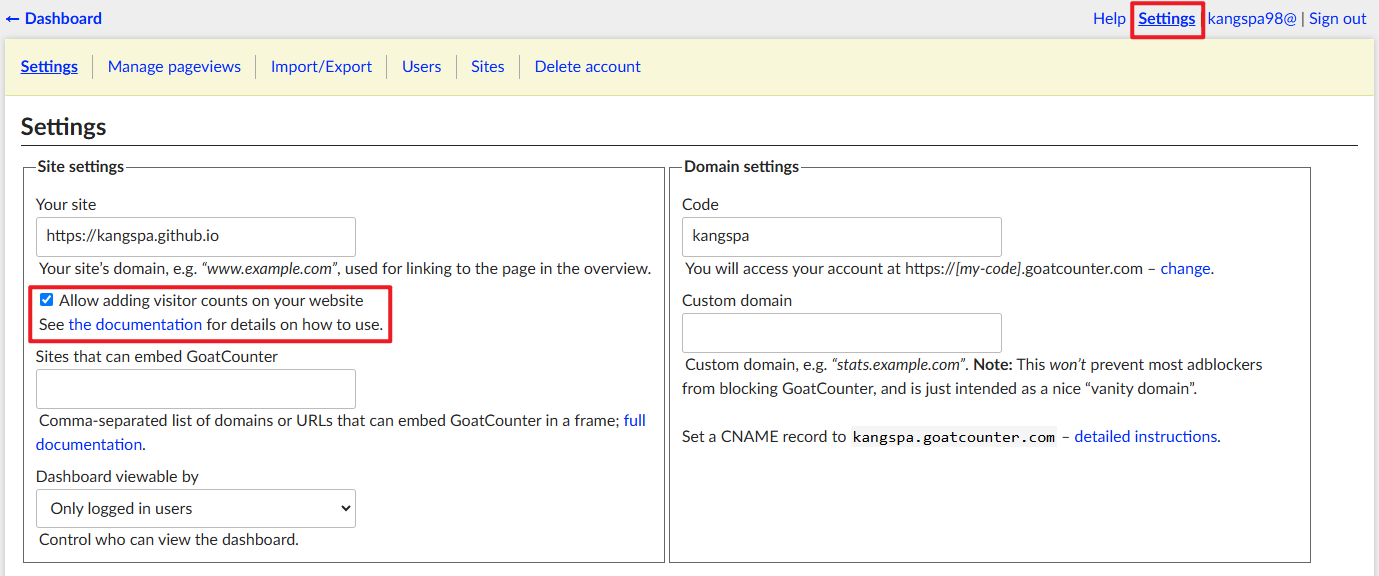 ← Dashboard
Help Settings kangspa98@ | Sign out
Settings Manage pageviews Import/Export Users Sites Delete account
Settings
Site settings
Your site
https://kangspa.github.io
Your site’s domain, e.g. “www.example.com”, used for linking to the page in the overview.
Allow adding visitor counts on your website
See the documentation for details on how to use.
Sites that can embed GoatCounter
Comma-separated list of domains or URLs that can embed GoatCounter in a frame; full
documentation.
Dashboard viewable by
Only logged in users
Control who can view the dashboard.
Domain settings
Code
kangspa
You will access your account at https://[my-code].goatcounter.com – change.
Custom domain
Custom domain, e.g. “stats.example.com”. Note: This won’t prevent most adblockers
from blocking GoatCounter, and is just intended as a nice “vanity domain”.
Set a CNAME record to kangspa.goatcounter.com – detailed instructions.